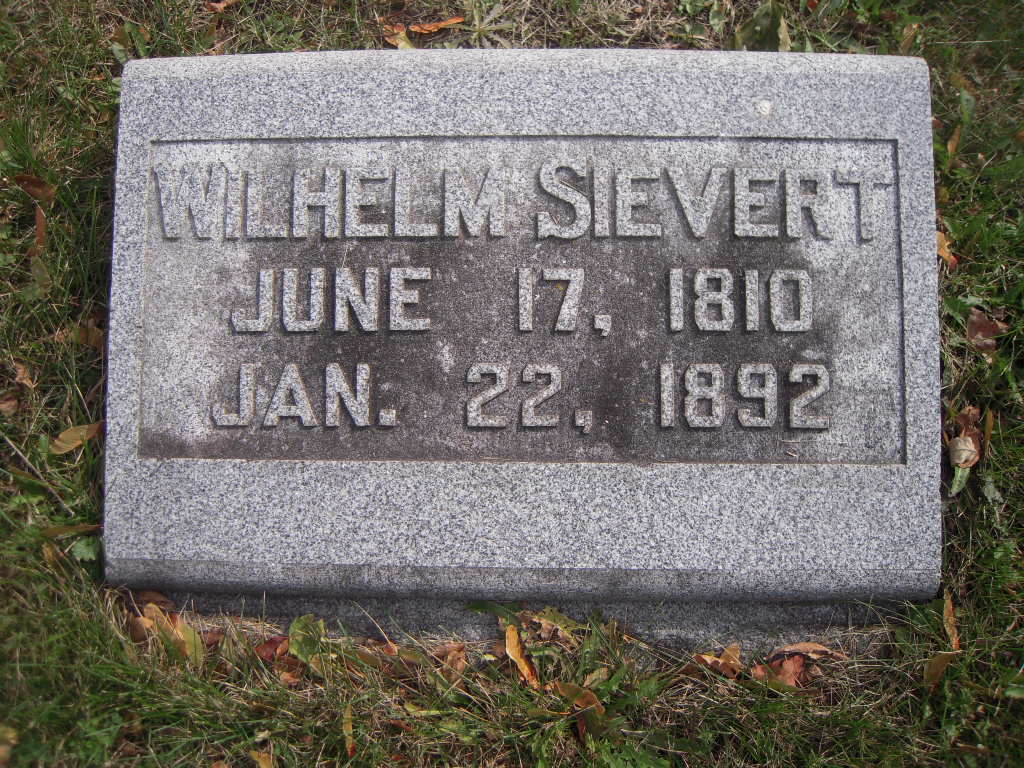 WILHELM SIEVERT
JUNE 17, 1810
JAN. 22, 1892